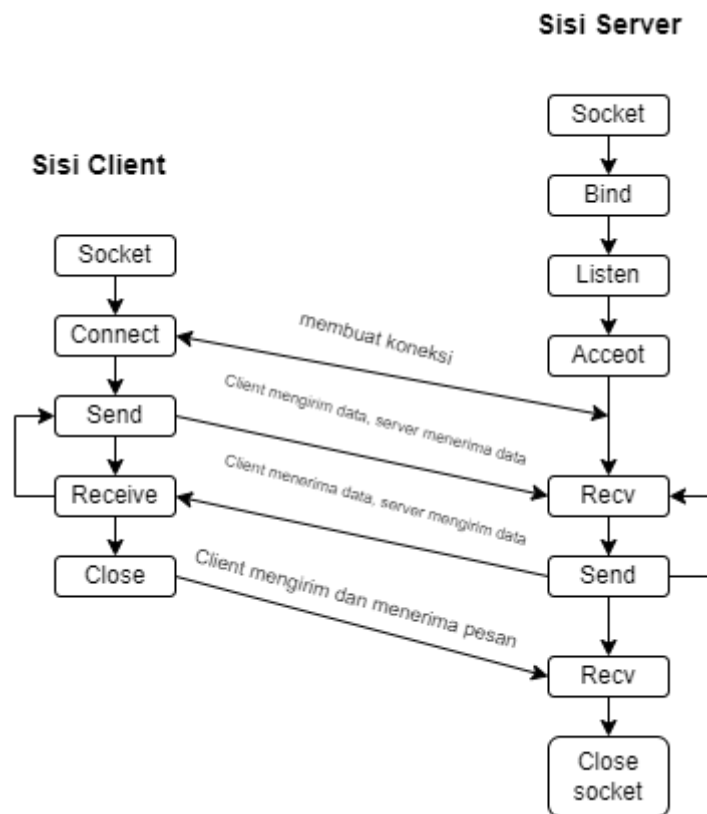 Sisi Server
Socket
Bind
Listen
Acceot
Recv
Send
Recv
Close
socket
Sisi Client
Socket
Connect
Send
Receive
Close
membuat koneksi
Client mengirim data, server menerima data
Client menerima data, server mengirim data
Client mengirim dan menerima pesan